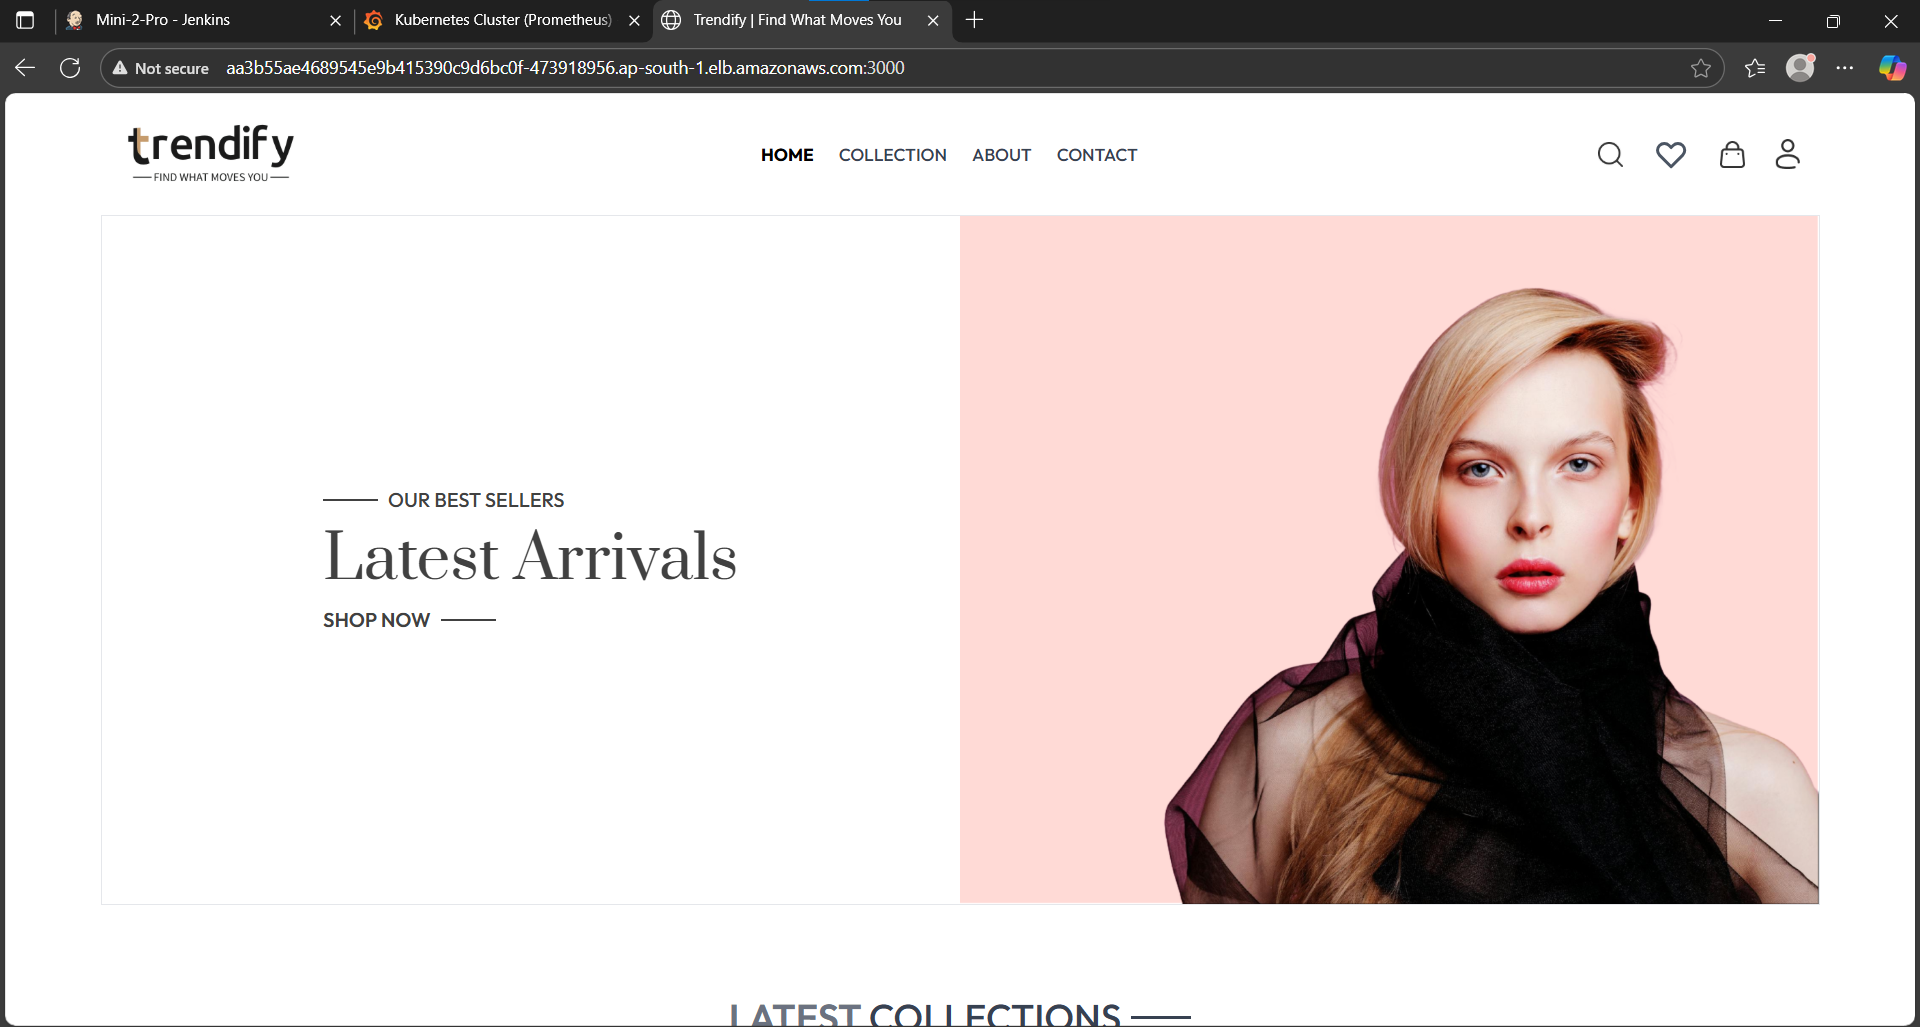 Mini-2-Pro - Jenkins
Kubernetes Cluster (Prometheus)
Trendify | Find What Moves You
Not secure
aa3b55ae4689545e9b415390c9d6bc0f-473918956.ap-south-1.elb.amazonaws.com:3000
trendify
FIND WHAT MOVES YOU
HOME
COLLECTION
ABOUT
CONTACT
OUR BEST SELLERS
Latest Arrivals
SHOP NOW
LATEST COLLECTIONS